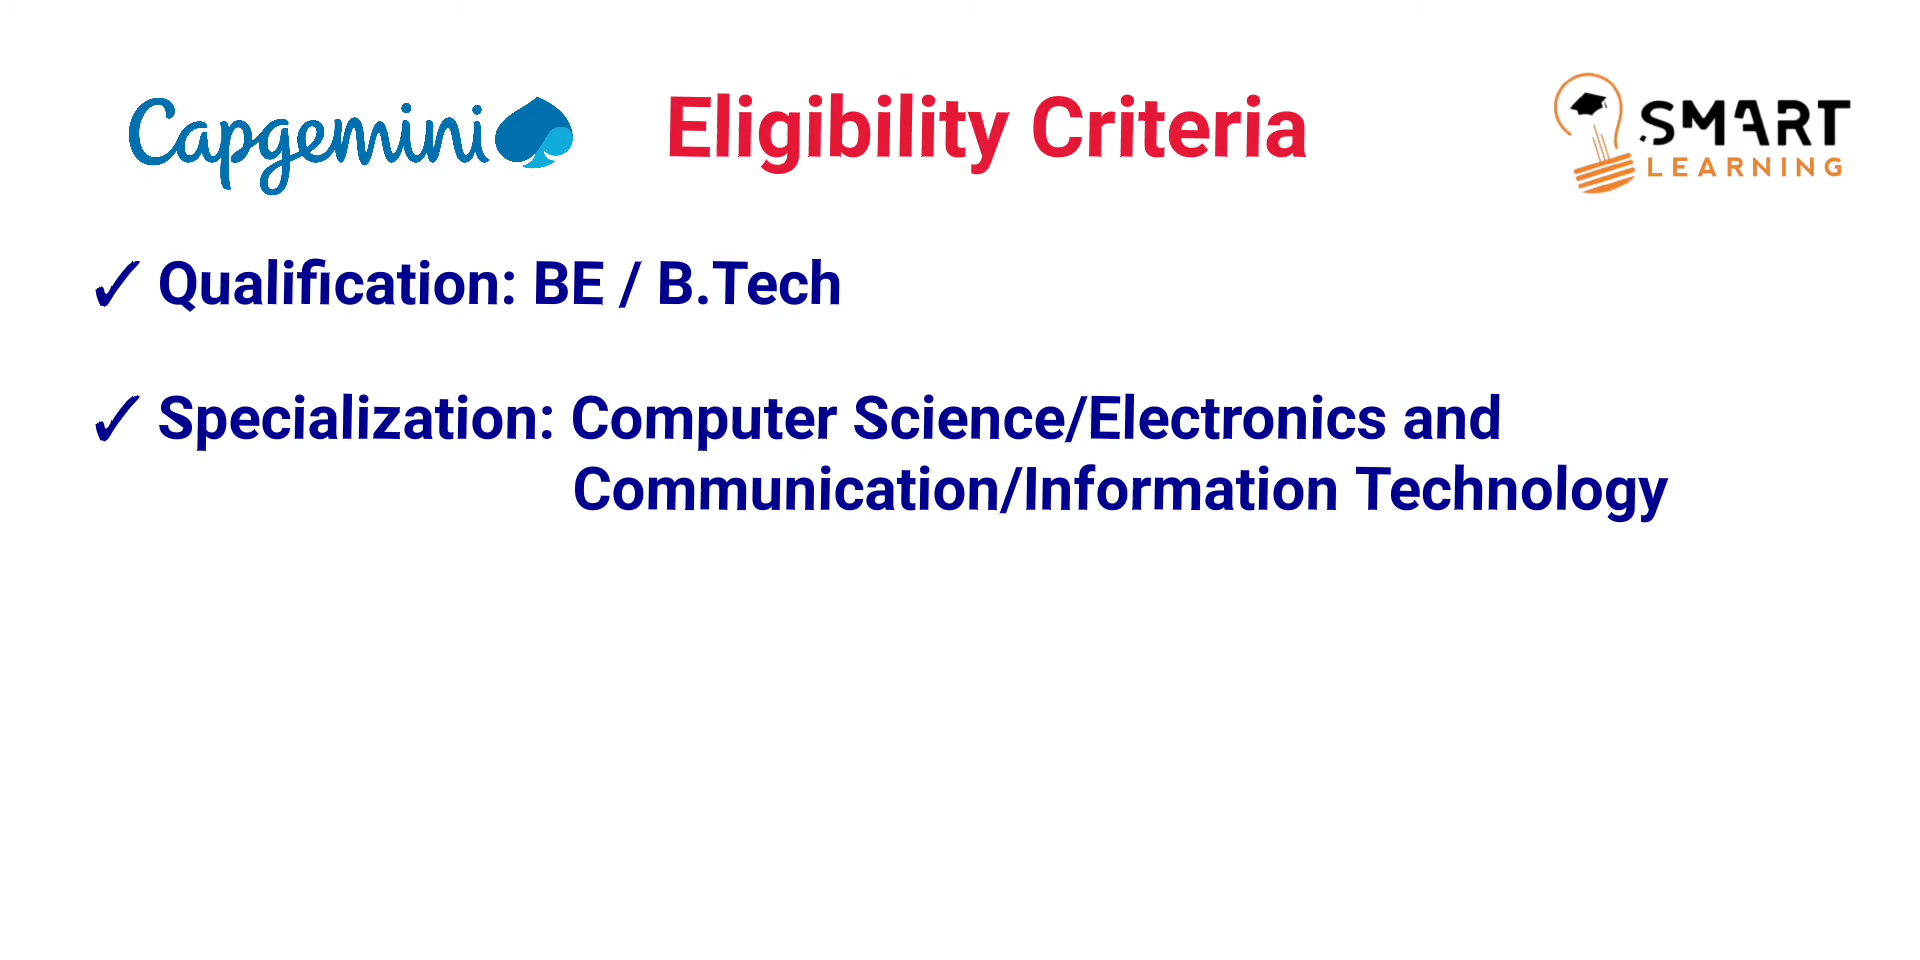 Capgemini
Eligibility Criteria
SMART
LEARNING
✓ Qualification: BE / B.Tech
✓ Specialization: Computer Science/Electronics and
Communication/Information Technology